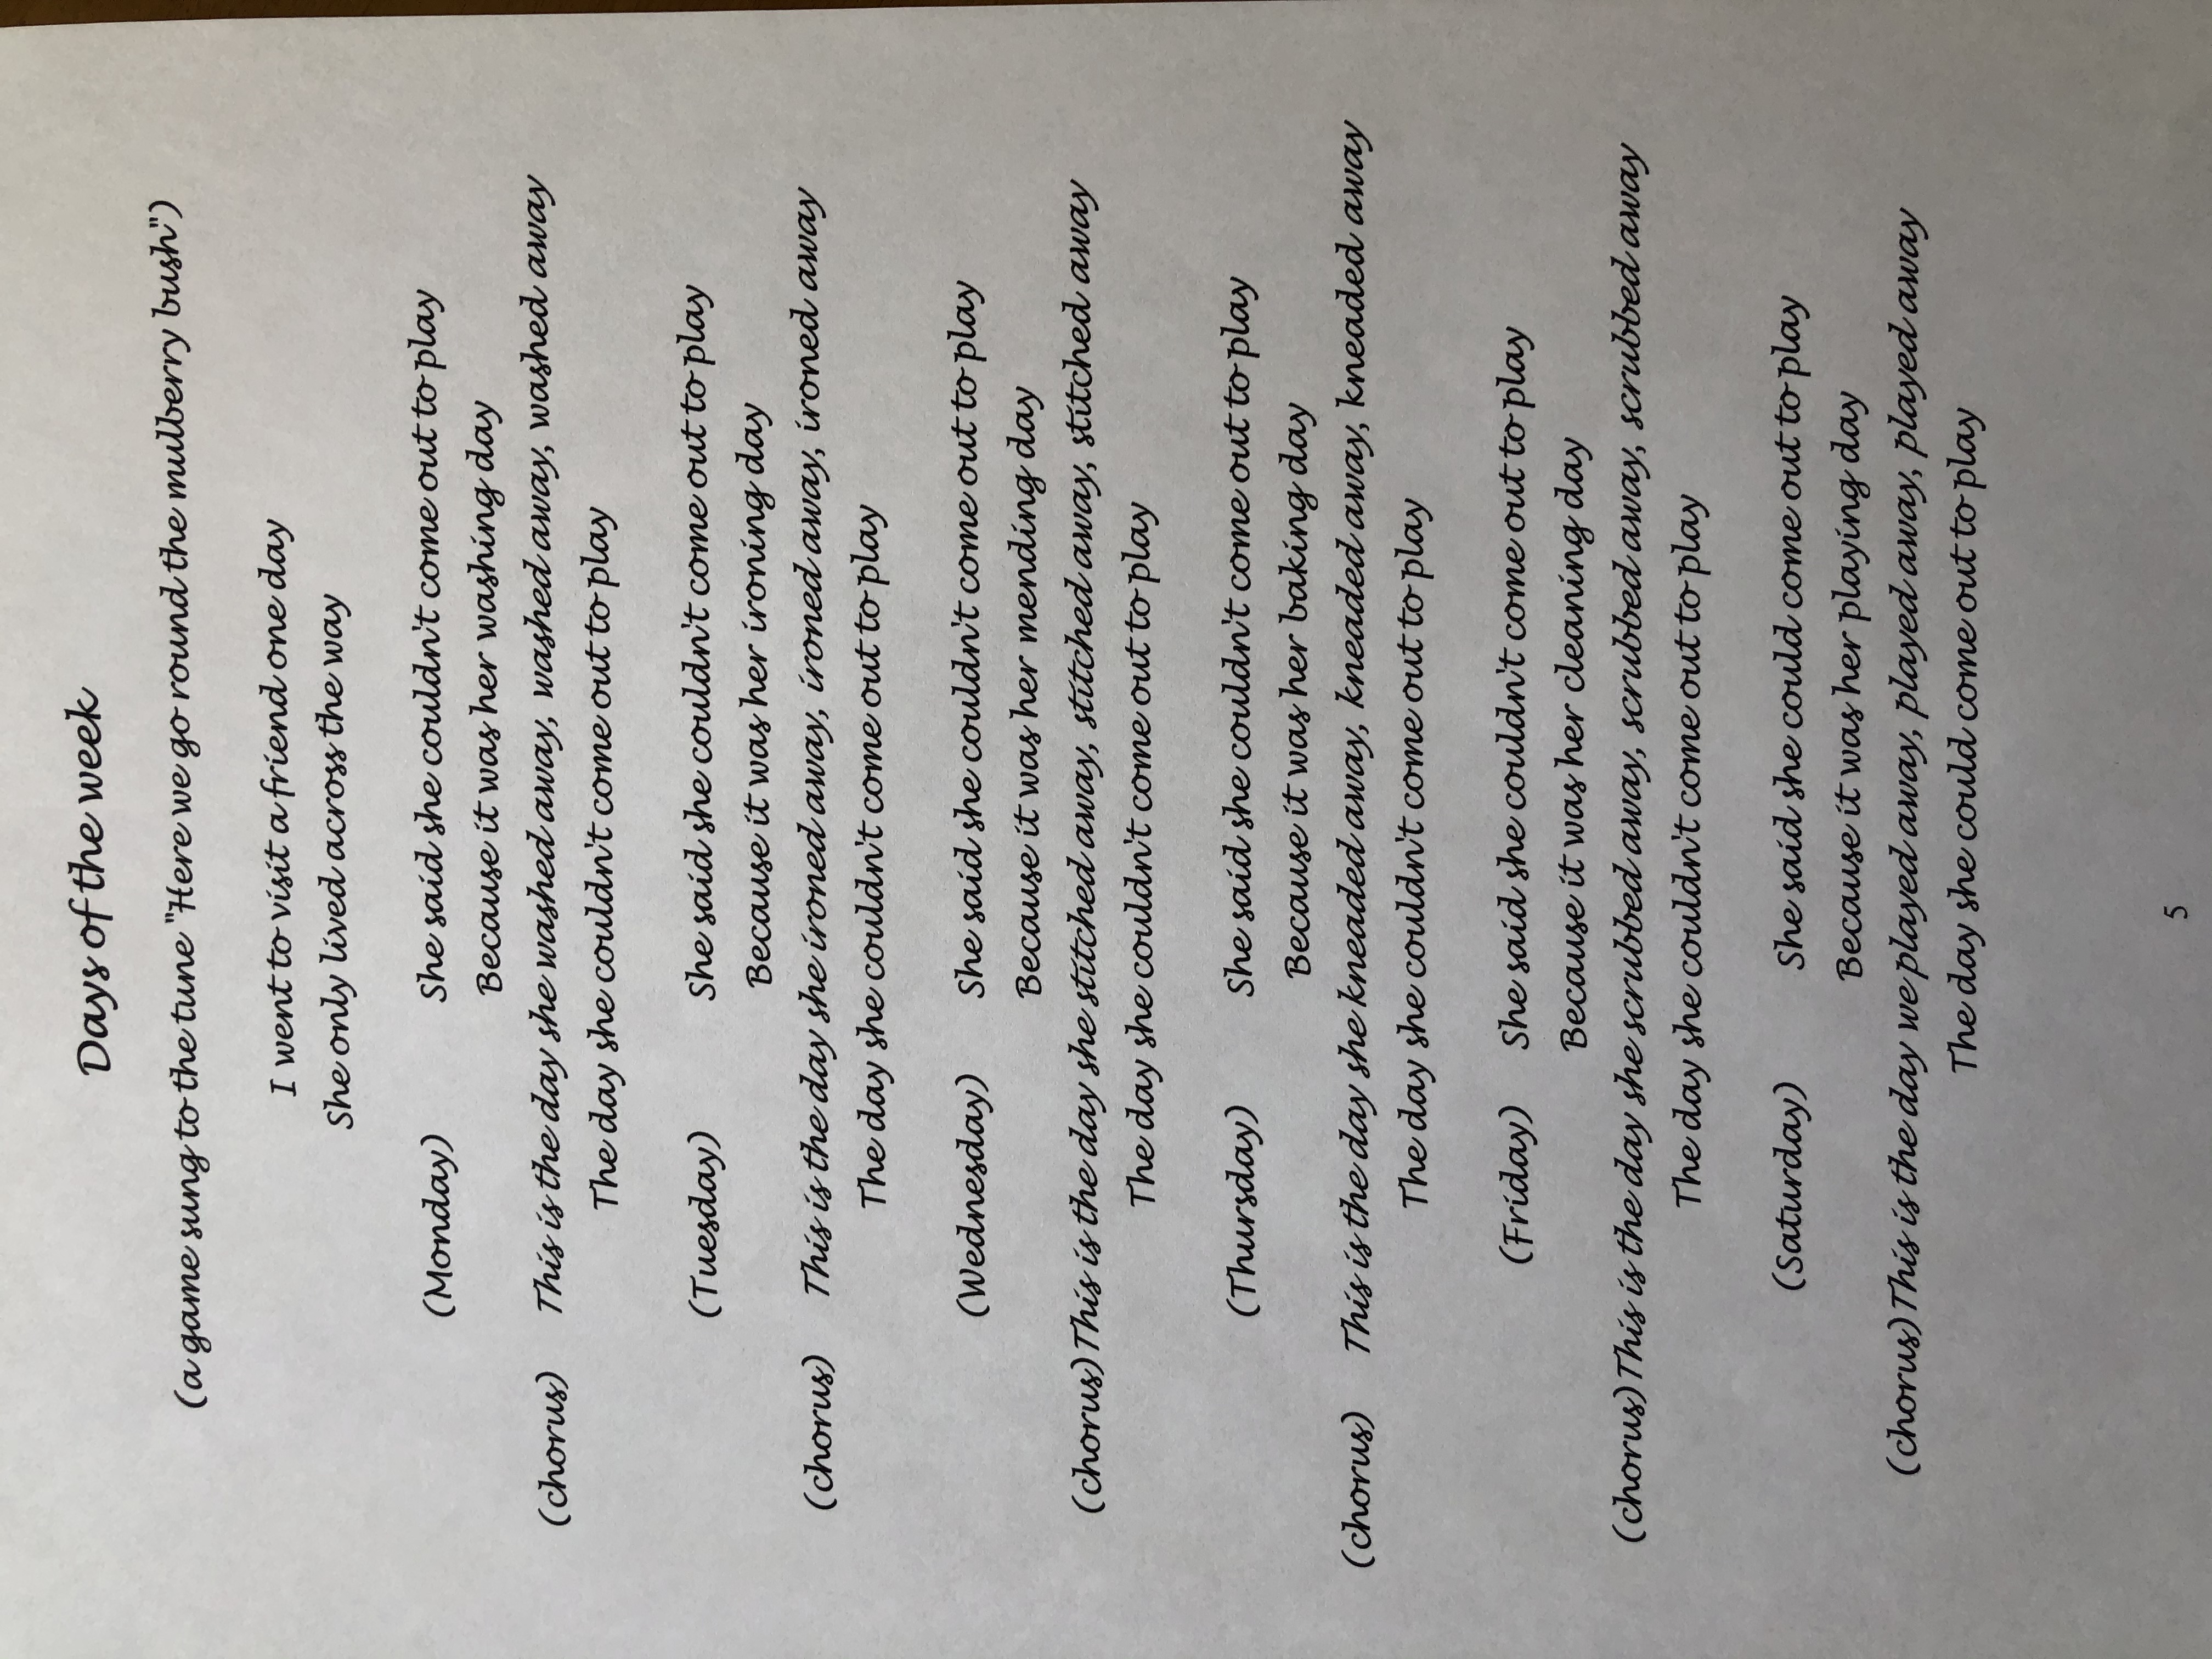 Days of the week
(a game sung to the tune "Here we go round the mulberry bush")
I went to visit a friend one day
She only lived across the way
(Monday) She said she couldn't come out to play
Because it was her washing day
(chorus) This is the day she washed away, washed away, washed away
The day she couldn't come out to play
(Tuesday) She said she couldn't come out to play
Because it was her ironing day
(chorus) This is the day she ironed away, ironed away, ironed away
The day she couldn't come out to play
(Wednesday) She said she couldn't come out to play
Because it was her mending day
(chorus) This is the day she stitched away, stitched away, stitched away
The day she couldn't come out to play
(Thursday) She said she couldn't come out to play
Because it was her baking day
(chorus) This is the day she kneaded away, kneaded away, kneaded away
The day she couldn't come out to play
(Friday) She said she couldn't come out to play
Because it was her cleaning day
(chorus) This is the day she scrubbed away, scrubbed away, scrubbed away
The day she couldn't come out to play
(Saturday) She said she could come out to play
Because it was her playing day
(chorus) This is the day we played away, played away, played away
The day she could come out to play
5